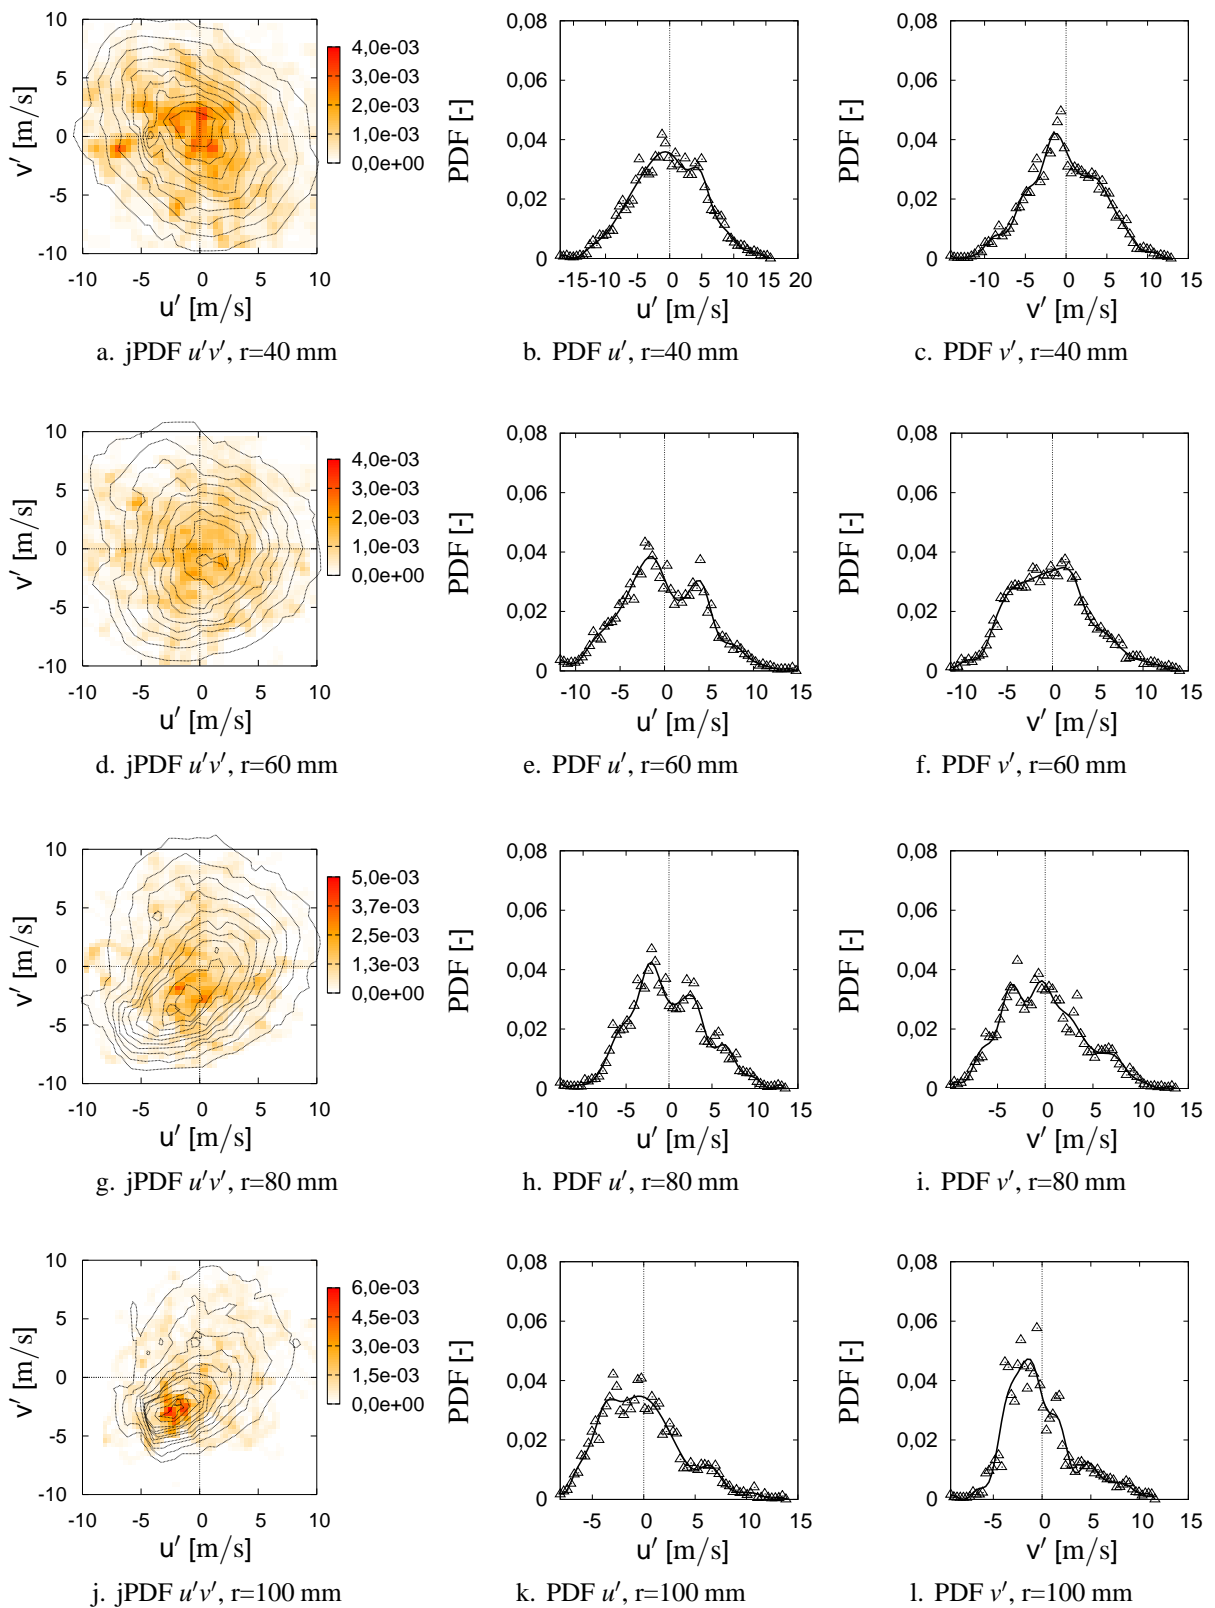 10
5
0
-5
-10
-10 -5 0 5 10
v′ [m/s]
u′ [m/s]
4,0e-03
3,0e-03
2,0e-03
1,0e-03
0,0e+00
a. jPDF u′v′, r=40 mm
PDF [-]
0,08
0,06
0,04
0,02
0
-15 -10 -5 0 5 10 15 20
u′ [m/s]
b. PDF u′, r=40 mm
PDF [-]
0,08
0,06
0,04
0,02
0
-10 -5 0 5 10 15
v′ [m/s]
c. PDF v′, r=40 mm
10
5
0
-5
-10
-10 -5 0 5 10
v′ [m/s]
u′ [m/s]
4,0e-03
3,0e-03
2,0e-03
1,0e-03
0,0e+00
d. jPDF u′v′, r=60 mm
PDF [-]
0,08
0,06
0,04
0,02
0
-10 -5 0 5 10 15
u′ [m/s]
e. PDF u′, r=60 mm
PDF [-]
0,08
0,06
0,04
0,02
0
-10 -5 0 5 10 15
v′ [m/s]
f. PDF v′, r=60 mm
10
5
0
-5
-10
-10 -5 0 5 10
v′ [m/s]
u′ [m/s]
5,0e-03
3,7e-03
2,5e-03
1,3e-03
0,0e+00
g. jPDF u′v′, r=80 mm
PDF [-]
0,08
0,06
0,04
0,02
0
-10 -5 0 5 10 15
u′ [m/s]
h. PDF u′, r=80 mm
PDF [-]
0,08
0,06
0,04
0,02
0
-5 0 5 10 15
v′ [m/s]
i. PDF v′, r=80 mm
10
5
0
-5
-10
-10 -5 0 5 10
v′ [m/s]
u′ [m/s]
6,0e-03
4,5e-03
3,0e-03
1,5e-03
0,0e+00
j. jPDF u′v′, r=100 mm
PDF [-]
0,08
0,06
0,04
0,02
0
-5 0 5 10 15
u′ [m/s]
k. PDF u′, r=100 mm
PDF [-]
0,08
0,06
0,04
0,02
0
-5 0 5 10 15
v′ [m/s]
l. PDF v′, r=100 mm